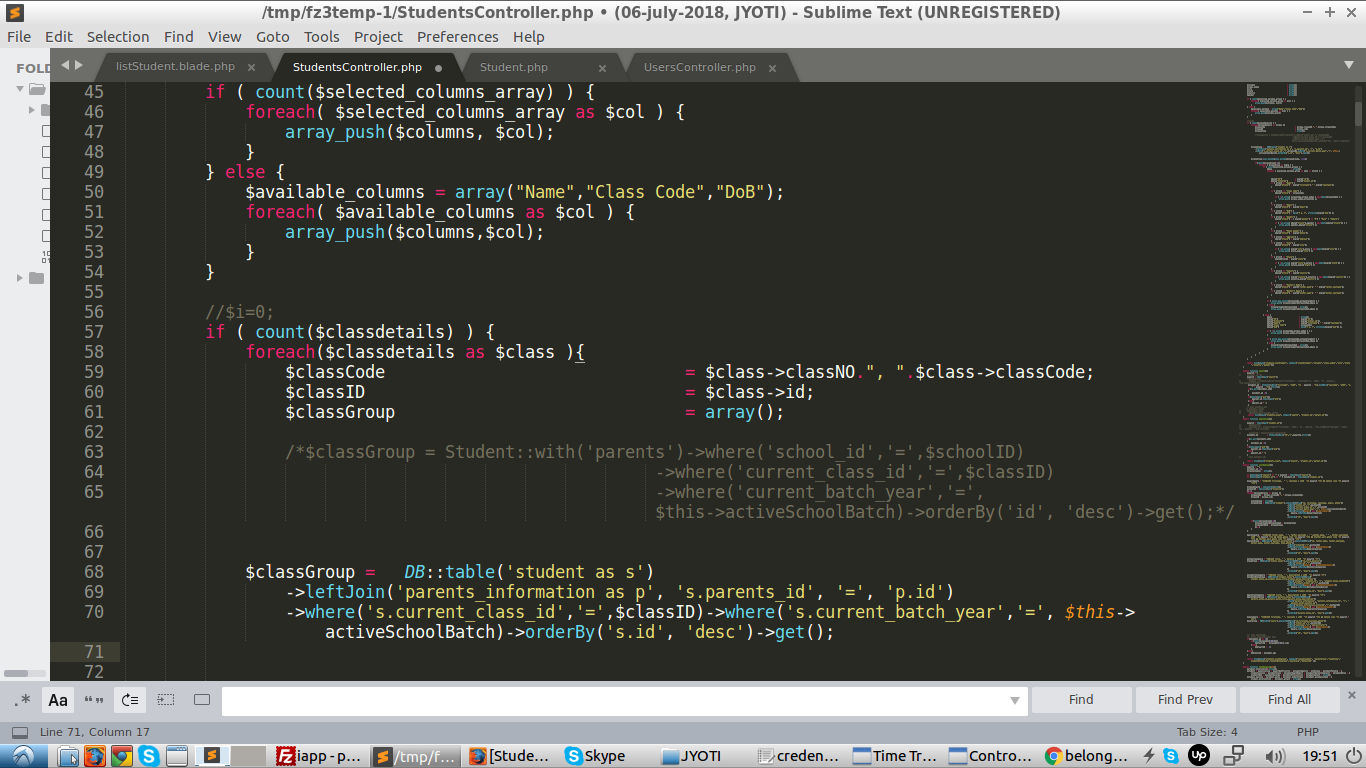 /tmp/fz3temp-1/StudentsController.php • (06-july-2018, JYOTI) - Sublime Text (UNREGISTERED)
File Edit Selection Find View Goto Tools Project Preferences Help
FOLD
listStudent.blade.php
StudentsController.php
Student.php
UsersController.php
45 if ( count($selected_columns_array) ) {
46 foreach( $selected_columns_array as $col ) {
47 array_push($columns, $col);
48 }
49 } else {
50 $available_columns = array("Name","Class Code","DoB");
51 foreach( $available_columns as $col ) {
52 array_push($columns,$col);
53 }
54 }
55
56 //$i=0;
57 if ( count($classdetails) ) {
58 foreach($classdetails as $class ){
59 $classCode = $class->classNO.", ".$class->classCode;
60 $classID = $class->id;
61 $classGroup = array();
62
63 /*$classGroup = Student::with('parents')->where('school_id','=',$schoolID)
64 ->where('current_class_id','=',$classID)
65 ->where('current_batch_year','=',
$this->activeSchoolBatch)->orderBy('id', 'desc')->get();*/
66
67
68 $classGroup = DB::table('student as s')
69 ->leftJoin('parents_information as p', 's.parents_id', '=', 'p.id')
70 ->where('s.current_class_id','=',$classID)->where('s.current_batch_year','=', $this->
activeSchoolBatch)->orderBy('s.id', 'desc')->get();
71
72
.* Aa “” Find Find Prev Find All
Line 71, Column 17 Tab Size: 4 PHP
iapp - p... /tmp/f... [Stude... Skype JYOTI creden... Time Tr... Contro... belong... Up 19:51